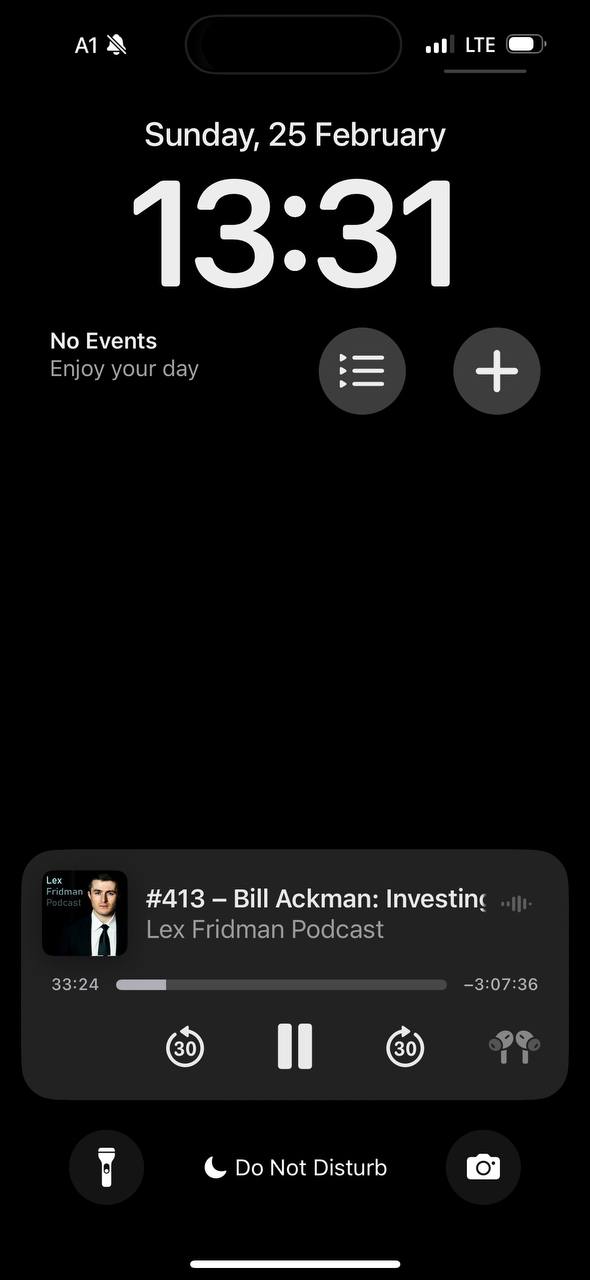 A1
LTE
Sunday, 25 February
13:31
No Events
Enjoy your day
Lex
Fridman
Podcast
#413 – Bill Ackman: Investing
Lex Fridman Podcast
33:24
–3:07:36
30
30
Do Not Disturb